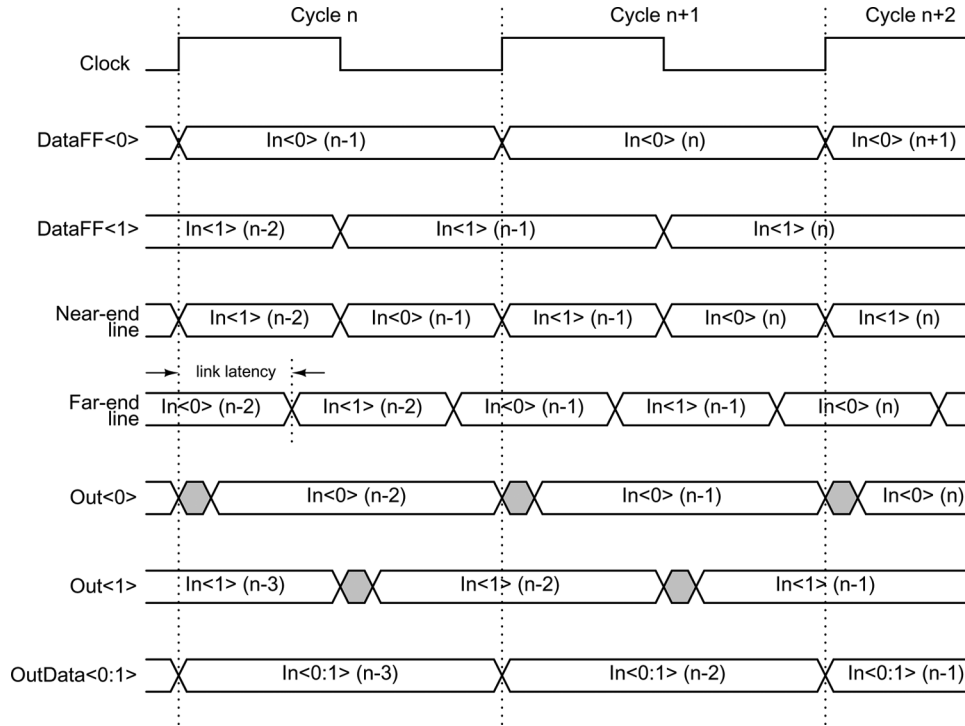 Cycle n Cycle n+1 Cycle n+2
Clock
DataFF<0> In<0> (n-1) In<0> (n) In<0> (n+1)
DataFF<1> In<1> (n-2) In<1> (n-1) In<1> (n)
Near-end
line In<1> (n-2) In<0> (n-1) In<1> (n-1) In<0> (n) In<1> (n)
link latency
Far-end
line In<0> (n-2) In<1> (n-2) In<0> (n-1) In<1> (n-1) In<0> (n)
Out<0> In<0> (n-2) In<0> (n-1) In<0> (n)
Out<1> In<1> (n-3) In<1> (n-2) In<1> (n-1)
OutData<0:1> In<0:1> (n-3) In<0:1> (n-2) In<0:1> (n-1)